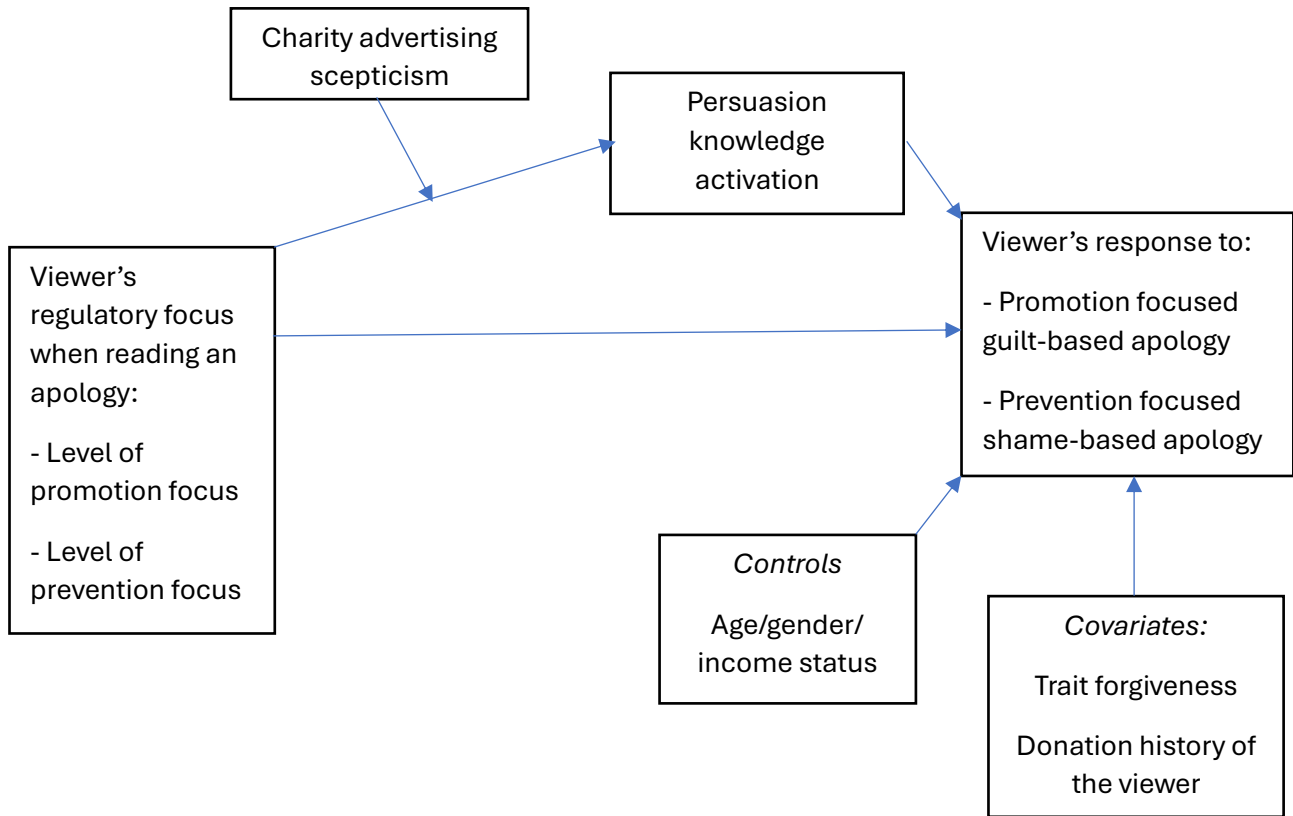 Charity advertising
scepticism
Persuasion
knowledge
activation
Viewer’s
regulatory focus
when reading an
apology:
- Level of
promotion focus
- Level of
prevention focus
Viewer’s response to:
- Promotion focused
guilt-based apology
- Prevention focused
shame-based apology
Controls
Age/gender/
income status
Covariates:
Trait forgiveness
Donation history of
the viewer